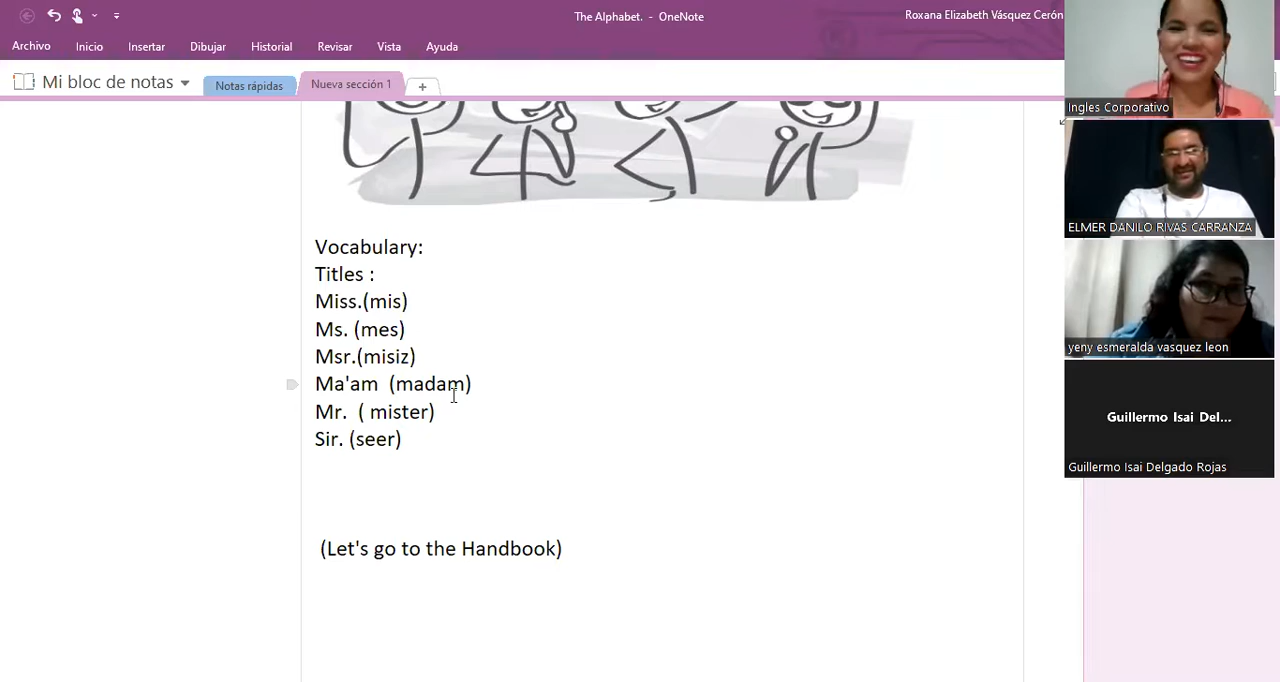 The Alphabet. - OneNote
Roxana Elizabeth Vásquez Cerón
Archivo Inicio Insertar Dibujar Historial Revisar Vista Ayuda
Mi bloc de notas Notas rápidas Nueva sección 1 +
Vocabulary:
Titles :
Miss.(mis)
Ms. (mes)
Msr.(misiz)
Ma'am (madam)
Mr. ( mister)
Sir. (seer)
(Let's go to the Handbook)
Ingles Corporativo
ELMER DANILO RIVAS CARRANZA
yeny esmeralda vasquez leon
Guillermo Isai Del...
Guillermo Isai Delgado Rojas